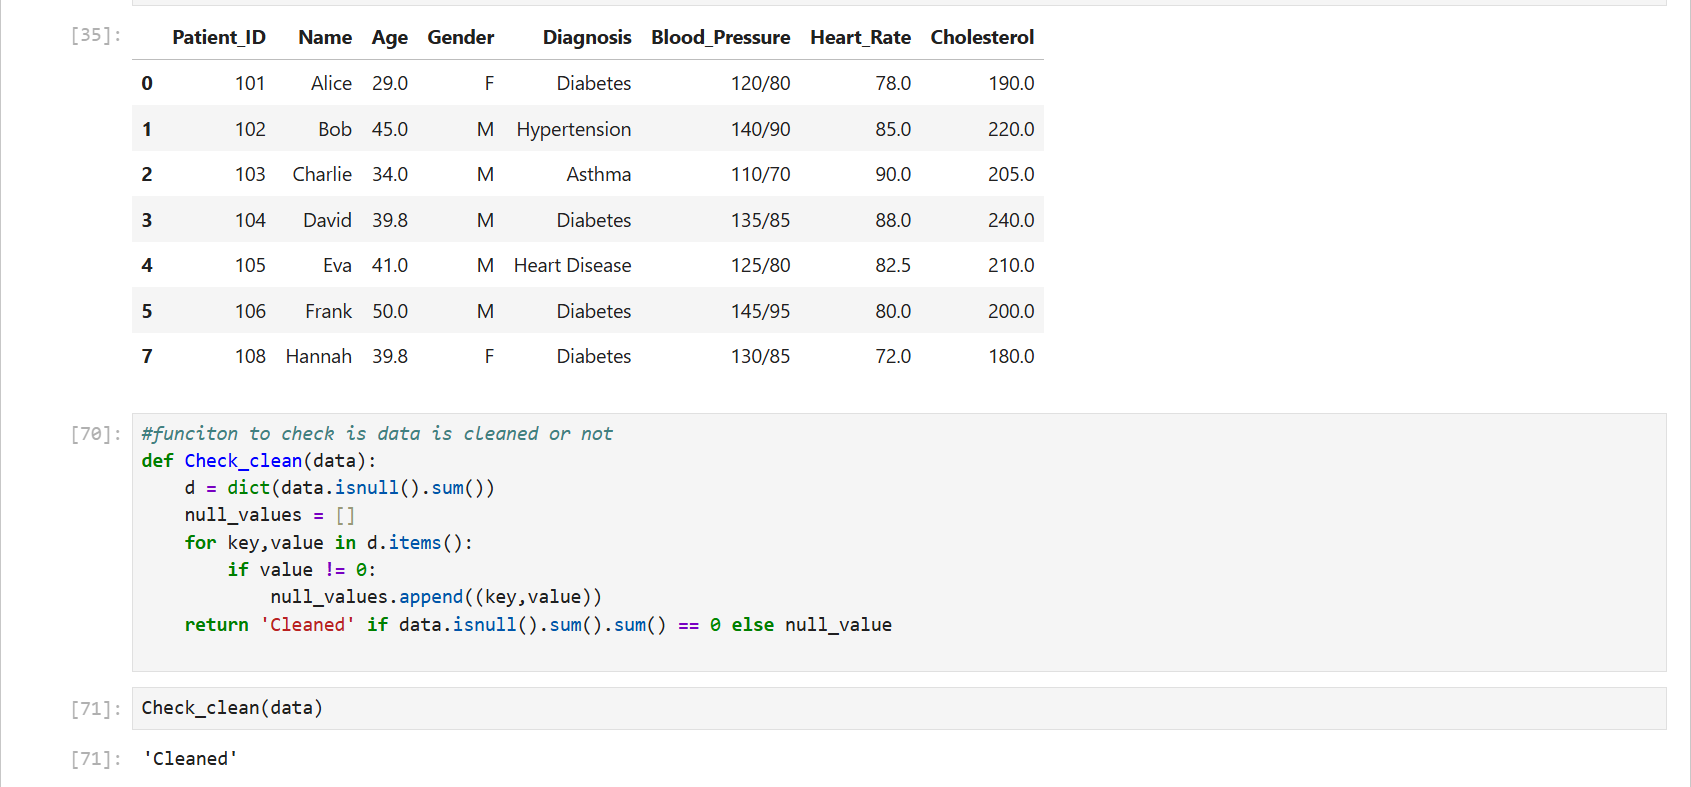 [35]: Patient_ID Name Age Gender Diagnosis Blood_Pressure Heart_Rate Cholesterol
0 101 Alice 29.0 F Diabetes 120/80 78.0 190.0
1 102 Bob 45.0 M Hypertension 140/90 85.0 220.0
2 103 Charlie 34.0 M Asthma 110/70 90.0 205.0
3 104 David 39.8 M Diabetes 135/85 88.0 240.0
4 105 Eva 41.0 M Heart Disease 125/80 82.5 210.0
5 106 Frank 50.0 M Diabetes 145/95 80.0 200.0
7 108 Hannah 39.8 F Diabetes 130/85 72.0 180.0
[70]: #funciton to check is data is cleaned or not
def Check_clean(data):
    d = dict(data.isnull().sum())
    null_values = []
    for key,value in d.items():
        if value != 0:
            null_values.append((key,value))
    return 'Cleaned' if data.isnull().sum().sum() == 0 else null_value
[71]: Check_clean(data)
[71]: 'Cleaned'